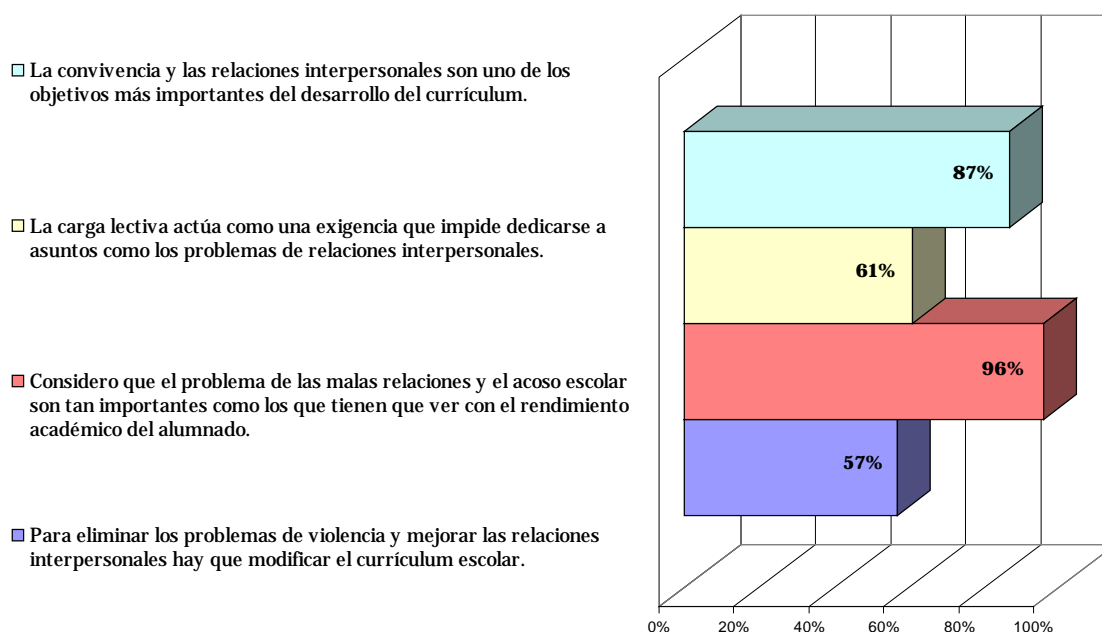 La convivencia y las relaciones interpersonales son uno de los
objetivos más importantes del desarrollo del currículum.
87%
La carga lectiva actúa como una exigencia que impide dedicarse a
asuntos como los problemas de relaciones interpersonales.
61%
Considero que el problema de las malas relaciones y el acoso escolar
son tan importantes como los que tienen que ver con el rendimiento
académico del alumnado.
96%
57%
Para eliminar los problemas de violencia y mejorar las relaciones
interpersonales hay que modificar el currículum escolar.
0% 20% 40% 60% 80% 100%